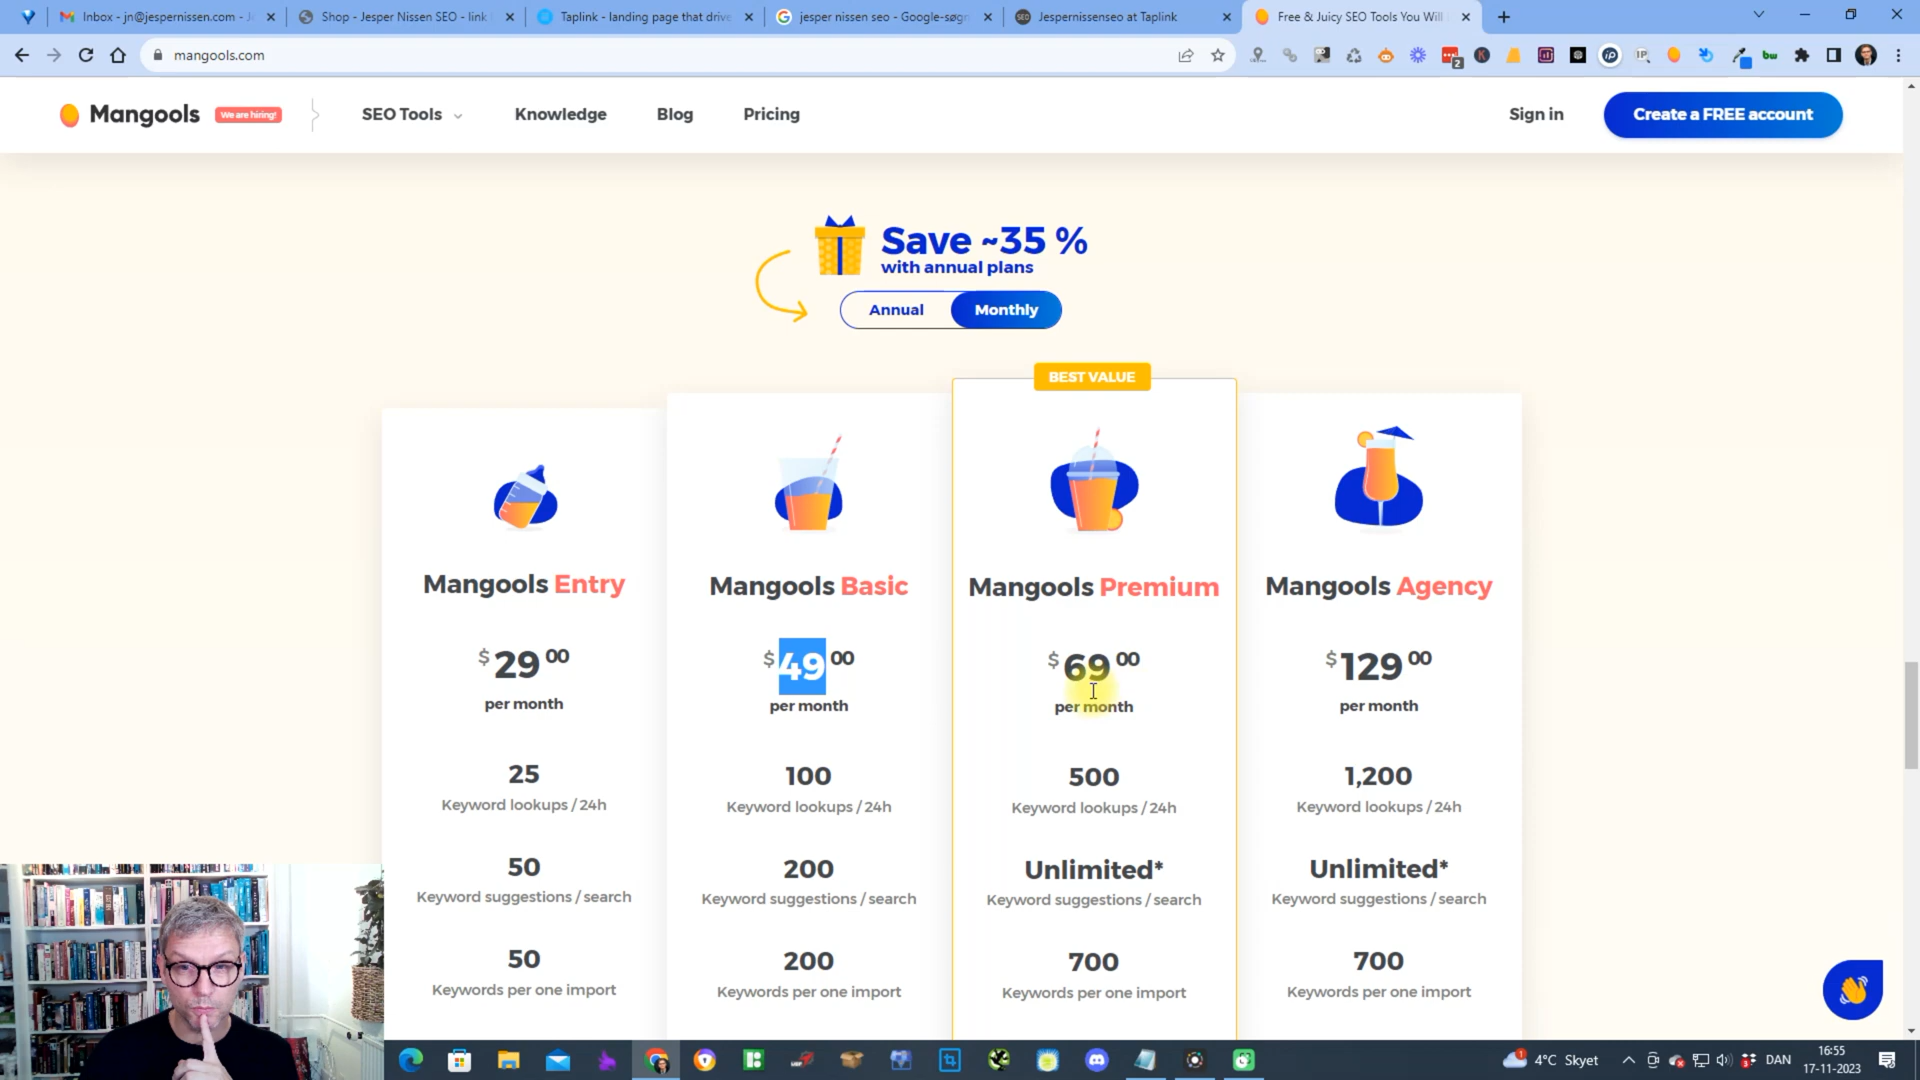 Inbox - jn@jespernissen.com - J
Shop - Jesper Nissen SEO - link
Taplink - landing page that drive
jesper nissen seo - Google-søgn
Jespernissenseo at Taplink
Free & Juicy SEO Tools You Will
mangools.com
Mangools
We are hiring!
SEO Tools
Knowledge
Blog
Pricing
Sign in
Create a FREE account
Save ~35 %
with annual plans
Annual
Monthly
BEST VALUE
Mangools Entry
$29 00
per month
25
Keyword lookups / 24h
50
Keyword suggestions / search
50
Keywords per one import
Mangools Basic
$49 00
per month
100
Keyword lookups / 24h
200
Keyword suggestions / search
200
Keywords per one import
Mangools Premium
$69 00
per month
500
Keyword lookups / 24h
Unlimited*
Keyword suggestions / search
700
Keywords per one import
Mangools Agency
$129 00
per month
1,200
Keyword lookups / 24h
Unlimited*
Keyword suggestions / search
700
Keywords per one import
4°C Skyet
DAN
16:55
17-11-2023